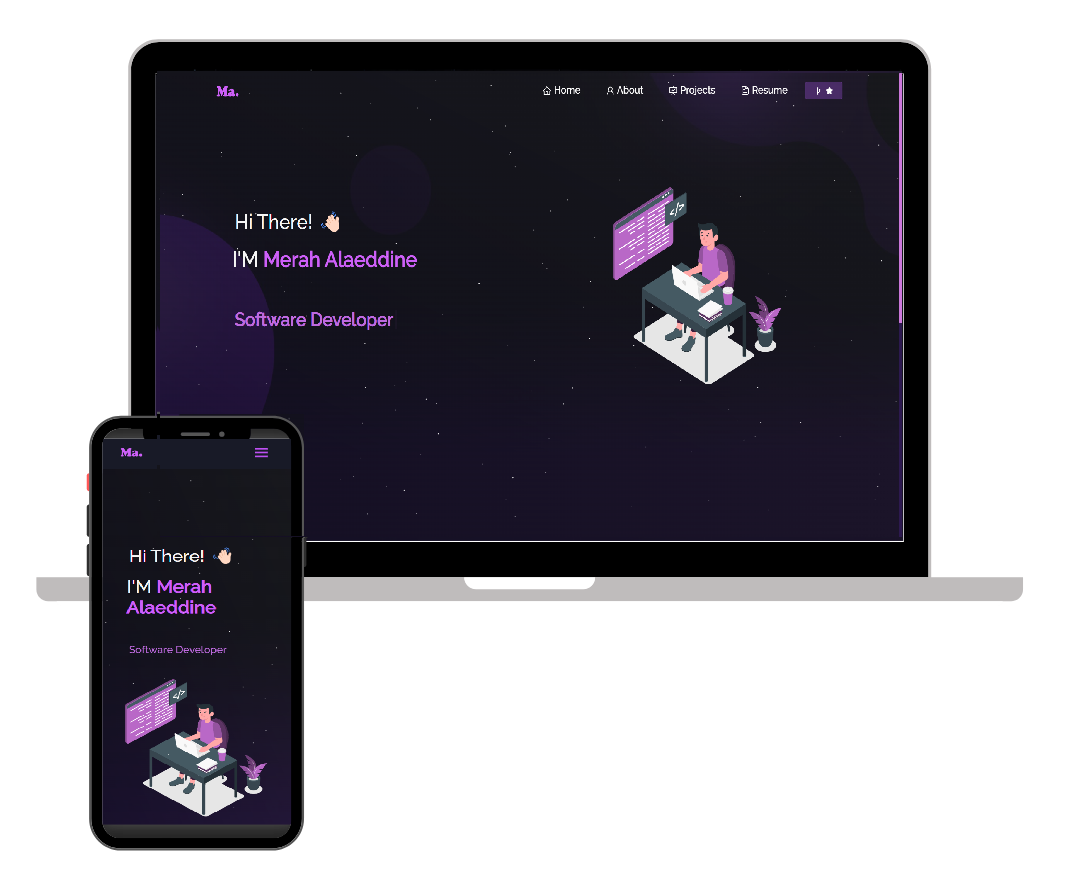 Ma.
Home About Projects Resume
Hi There! 👋🏻
I'M Merah Alaeddine
Software Developer
</>
Ma.
Hi There! 👋🏻
I'M Merah
Alaeddine
Software Developer
</>